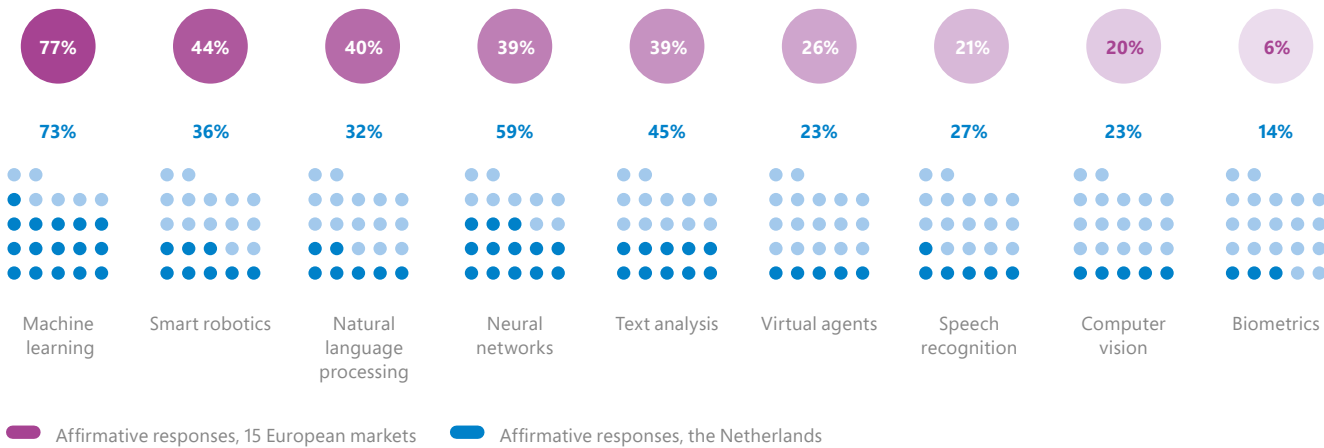 77% 44% 40% 39% 39% 26% 21% 20% 6%
73% 36% 32% 59% 45% 23% 27% 23% 14%
Machine
learning
Smart robotics
Natural
language
processing
Neural
networks
Text analysis
Virtual agents
Speech
recognition
Computer
vision
Biometrics
Affirmative responses, 15 European markets
Affirmative responses, the Netherlands